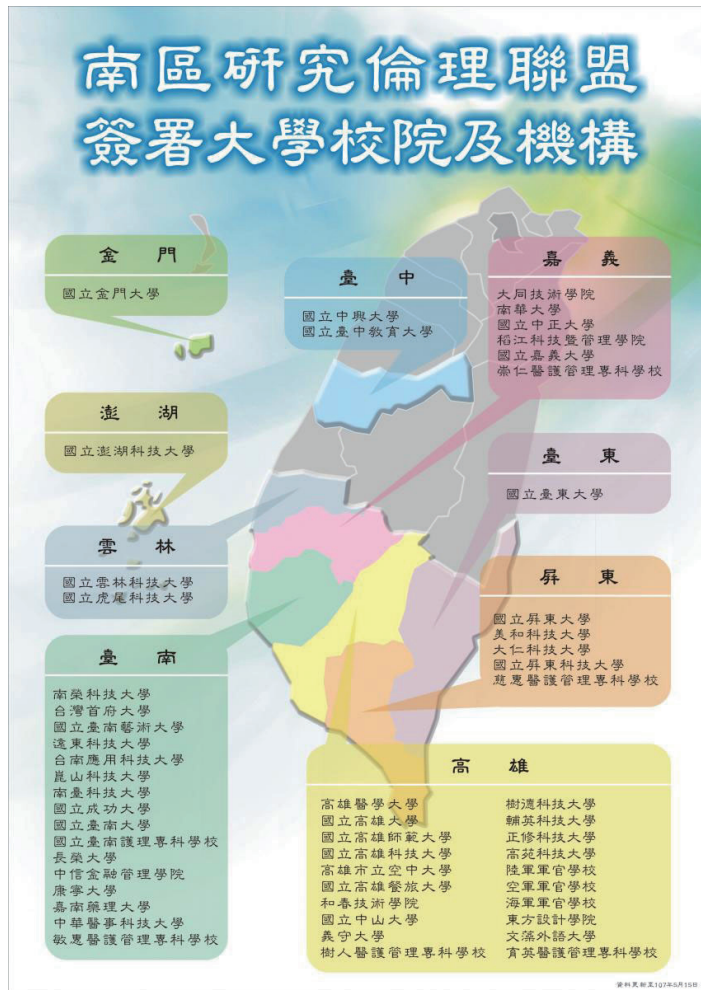 南區研究倫理聯盟
簽署大學校院及機構
金門
國立金門大學
臺中
國立中興大學
國立臺中教育大學
嘉義
大同技術學院
南華大學
國立中正大學
稻江科技暨管理學院
國立嘉義大學
崇仁醫護管理專科學校
澎湖
國立澎湖科技大學
臺東
國立臺東大學
雲林
國立雲林科技大學
國立虎尾科技大學
屏東
國立屏東大學
美和科技大學
大仁科技大學
國立屏東科技大學
慈惠醫護管理專科學校
臺南
南榮科技大學
台灣首府大學
國立臺南藝術大學
遠東科技大學
台南應用科技大學
崑山科技大學
南臺科技大學
國立成功大學
國立臺南大學
國立臺南護理專科學校
長榮大學
中信金融管理學院
康寧大學
嘉南藥理大學
中華醫事科技大學
敏惠醫護管理專科學校
高雄
高雄醫學大學
國立高雄大學
國立高雄師範大學
國立高雄科技大學
高雄市立空中大學
國立高雄餐旅大學
和春技術學院
國立中山大學
義守大學
樹人醫護管理專科學校
樹德科技大學
輔英科技大學
正修科技大學
高苑科技大學
陸軍軍官學校
空軍軍官學校
海軍軍官學校
東方設計學院
文藻外語大學
育英醫護管理專科學校
資料更新至107年5月15日